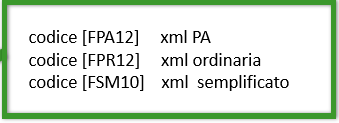 codice [FPA12] xml PA
codice [FPR12] xml ordinaria
codice [FSM10] xml semplificato